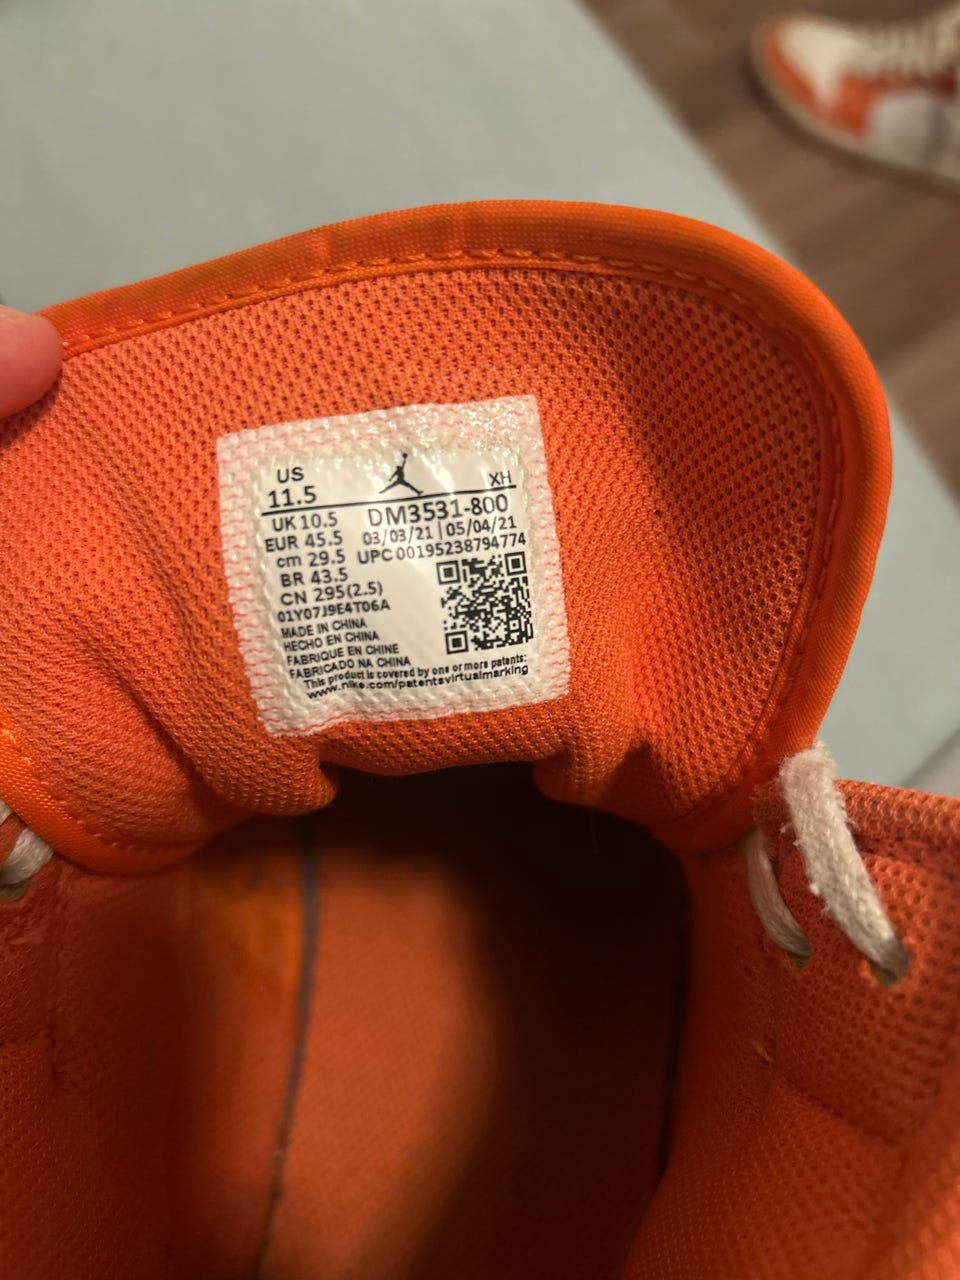 US
11.5
XH
UK 10.5
DM3531-800
EUR 45.5
03/03/21 | 05/04/21
cm 29.5
UPC 00195238794774
BR 43.5
CN 295(2.5)
01Y07J9E4T06A
MADE IN CHINA
HECHO EN CHINA
FABRIQUE EN CHINE
FABRICADO NA CHINA
This product is covered by one or more patents:
www.nike.com/patentsvirtualmarking